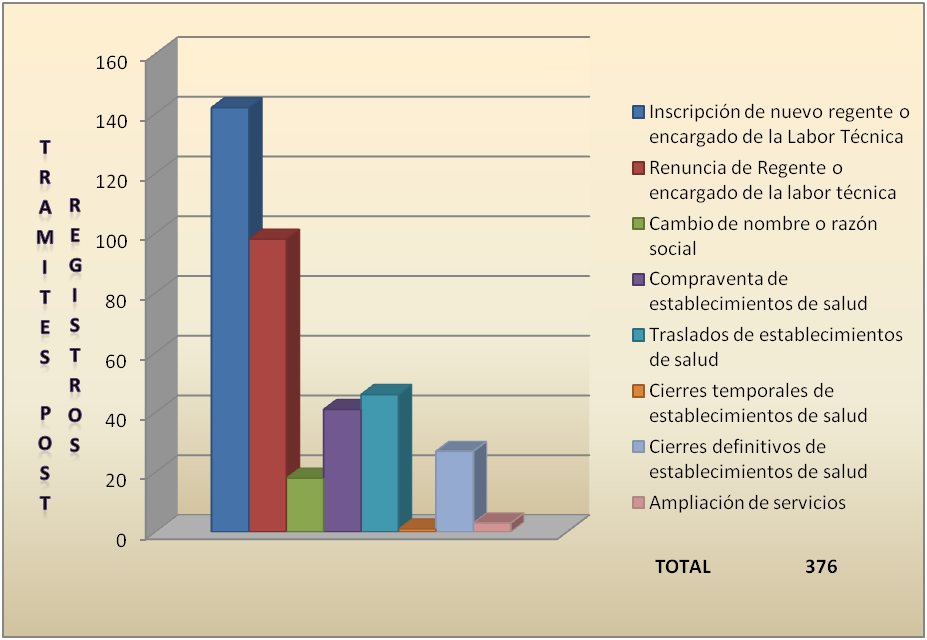 TRAMITES POST
REGISTROS
160
140
120
100
80
60
40
20
0
Inscripción de nuevo regente o
encargado de la Labor Técnica
Renuncia de Regente o
encargado de la labor técnica
Cambio de nombre o razón
social
Compraventa de
establecimientos de salud
Traslados de establecimientos
de salud
Cierres temporales de
establecimientos de salud
Cierres definitivos de
establecimientos de salud
Ampliación de servicios
TOTAL 376